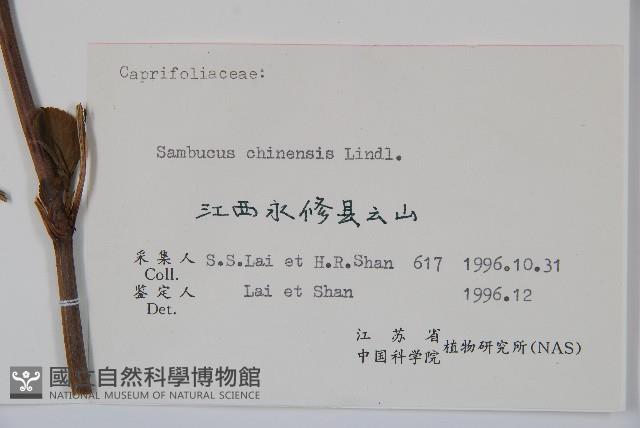 Caprifoliaceae:
Sambucus chinensis Lindl.
江西永修县云山
采集人 S.S.Lai et H.R.Shan 617 1996.10.31
Coll.
鉴定人 Lai et Shan 1996.12
Det.
江苏省
中国科学院 植物研究所(NAS)
國立自然科學博物館
NATIONAL MUSEUM OF NATURAL SCIENCE